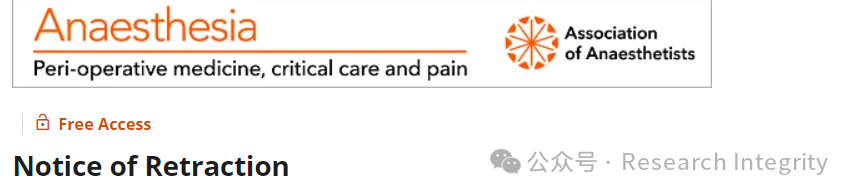 Anaesthesia
Peri-operative medicine, critical care and pain
Association
of Anaesthetists
Free Access
Notice of Retraction
公众号 · Research Integrity